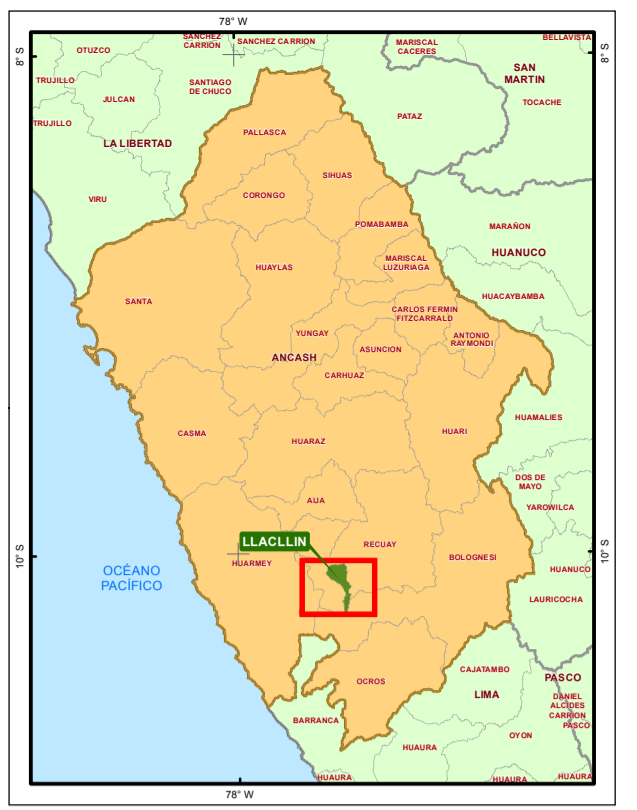 78° W
SANCHEZ
CARRION
SANCHEZ CARRION
MARISCAL
CACERES
BELLAVISTA
8°S
8°S
OTUZCO
TRUJILLO
SANTIAGO
DE CHUCO
SAN
MARTIN
JULCAN
TOCACHE
TRUJILLO
PATAZ
PALLASCA
LA LIBERTAD
SIHUAS
CORONGO
VIRU
POMABAMBA
MARAÑON
HUANUCO
MARISCAL
LUZURIAGA
HUAYLAS
SANTA
HUACAYBAMBA
CARLOS FERMIN
FITZCARRALD
YUNGAY
ANTONIO
RAYMONDI
ASUNCION
ANCASH
CARHUAZ
HUAMALIES
CASMA
HUARI
HUARAZ
DOS DE
MAYO
AIJA
YAROWILCA
LLACLLIN
RECUAY
BOLOGNESI
10°S
10°S
HUARMEY
OCÉANO
PACÍFICO
HUANUCO
LAURICOCHA
CAJATAMBO
PASCO
OCROS
LIMA
DANIEL
ALCIDES
CARRION
PASCO
BARRANCA
OYON
HUAURA
HUAURA
HUAURA
HUAURA
78° W